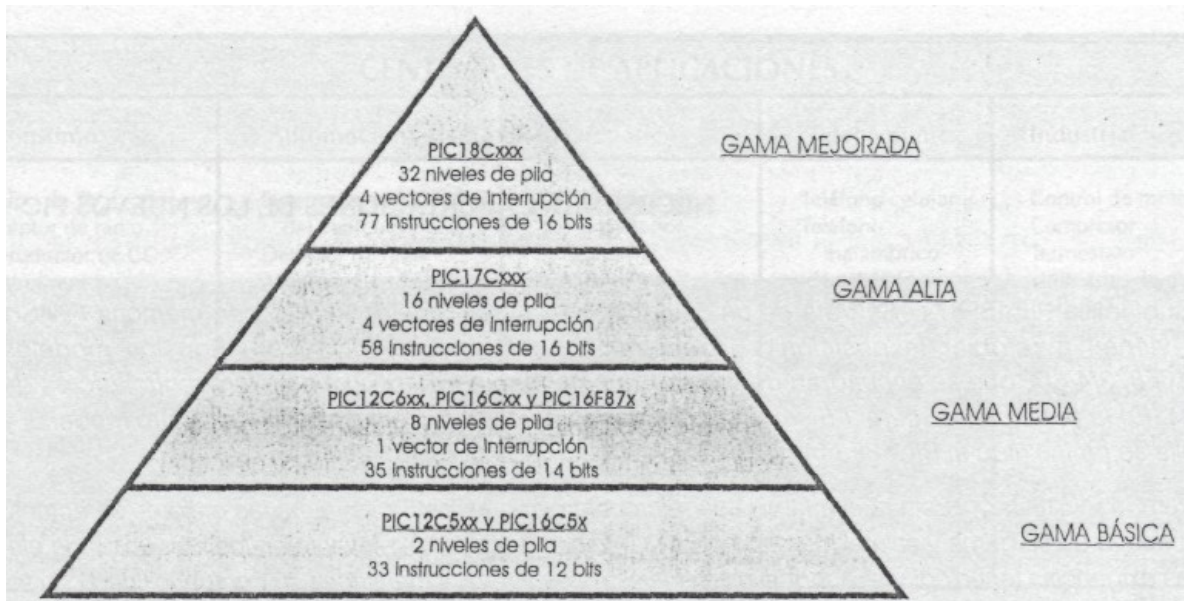 PIC18Cxxx
32 niveles de pila
4 vectores de Interrupción
77 Instrucciones de 16 bits
GAMA MEJORADA
PIC17Cxxx
16 niveles de pila
4 vectores de Interrupción
58 Instrucciones de 16 bits
GAMA ALTA
PIC12C6xx, PIC16Cxx y PIC16F87x
8 niveles de pila
1 vector de Interrupción
35 Instrucciones de 14 bits
GAMA MEDIA
PIC12C5xx y PIC16C5x
2 niveles de pila
33 Instrucciones de 12 bits
GAMA BÁSICA